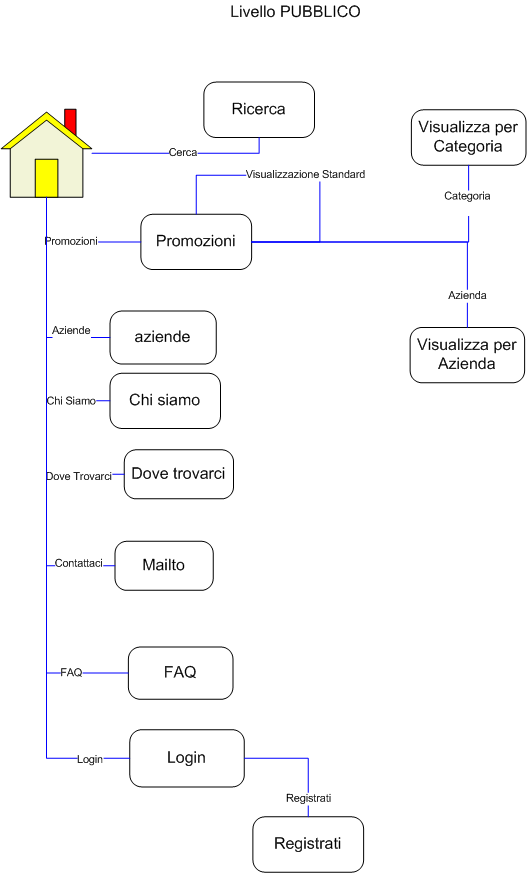 Livello PUBBLICO
Ricerca
Cerca
Visualizza per
Categoria
Visualizzazione Standard
Categoria
Promozioni
Promozioni
Azienda
Aziende
aziende
Visualizza per
Azienda
Chi Siamo
Chi siamo
Dove Trovarci
Dove trovarci
Contattaci
Mailto
FAQ
FAQ
Login
Login
Registrati
Registrati